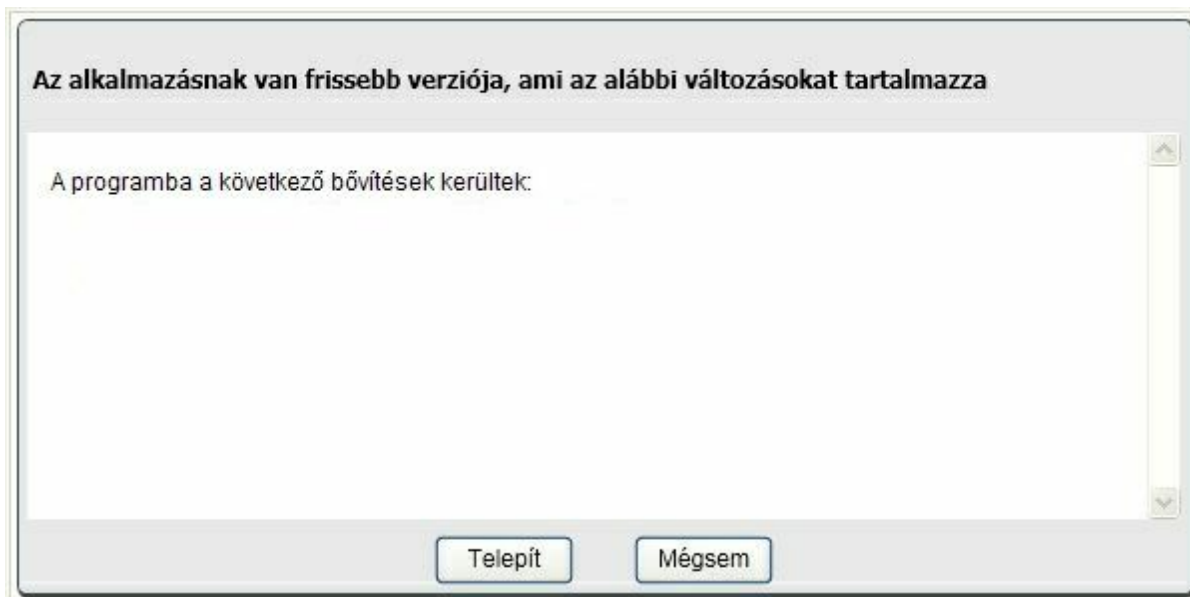 Az alkalmazásnak van frissebb verziója, ami az alábbi változásokat tartalmazza
A programba a következő bővítések kerültek:
Telepít Mégsem